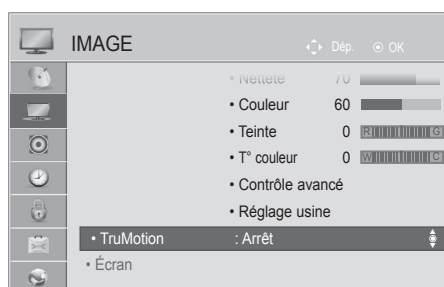 IMAGE Dép. OK
• Netteté 70
• Couleur 60
• Teinte 0 R G
• T° couleur 0 W C
• Contrôle avancé
• Réglage usine
• TruMotion : Arrêt
• Écran